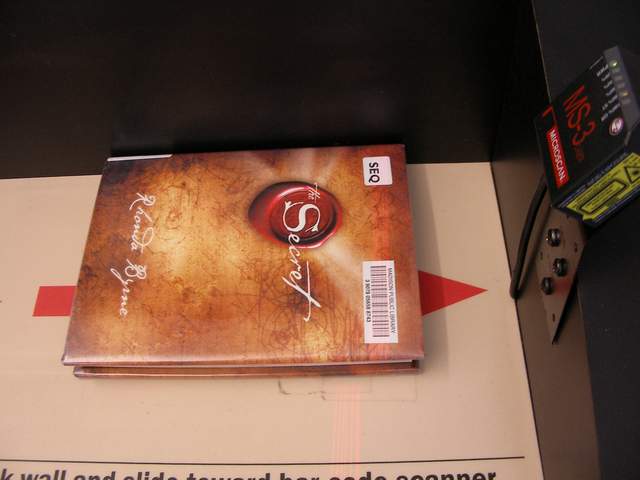 The
Secret
Rhonda Byrne
SEQ
MADISON PUBLIC LIBRARY
MS-3
MICROSCAN
k wall and slide toward bar code scanner